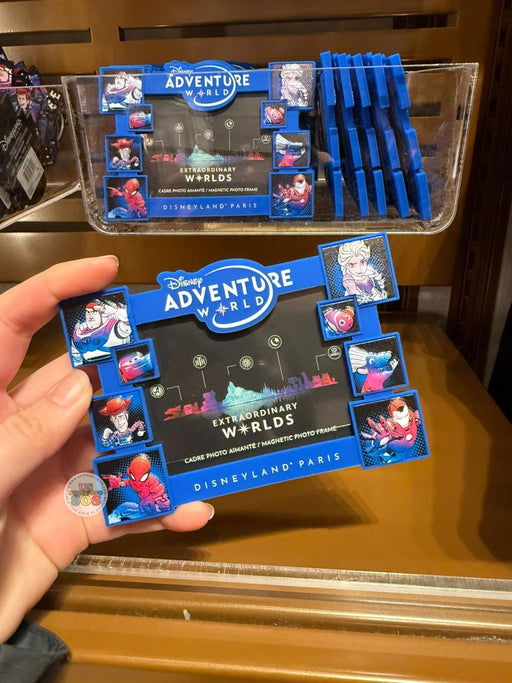 Disney
ADVENTURE
WORLD
EXTRAORDINARY
WORLDS
CADRE PHOTO AIMANTÉ / MAGNETIC PHOTO FRAME
DISNEYLAND® PARIS
Disney
ADVENTURE
WORLD
EXTRAORDINARY
WORLDS
CADRE PHOTO AIMANTÉ / MAGNETIC PHOTO FRAME
DISNEYLAND® PARIS
SOS